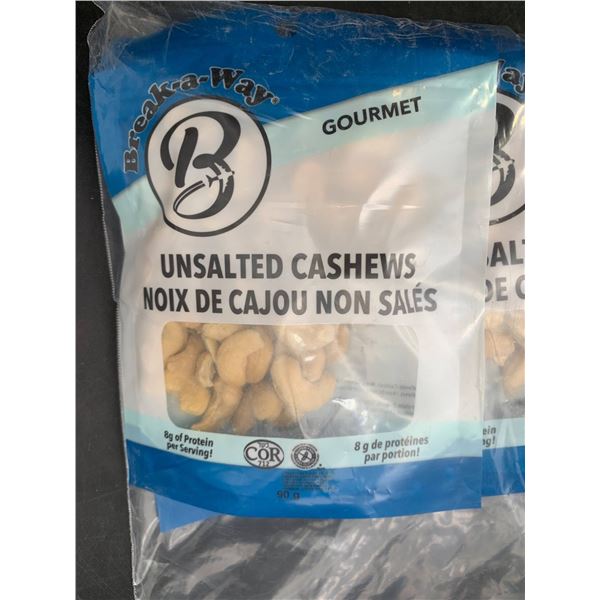 Break-a-Way®
B
GOURMET
UNSALTED CASHEWS
NOIX DE CAJOU NON SALÉS
8g of Protein
per Serving!
COR
712
8 g de protéines
par portion!
90 g